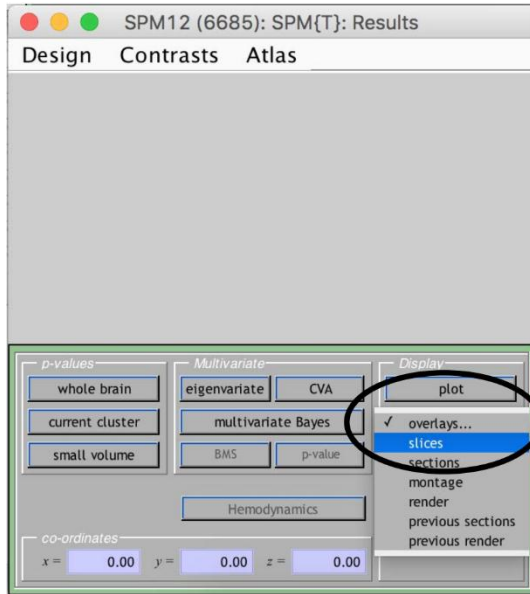 SPM12 (6685): SPM{T}: Results
Design Contrasts Atlas
p-values Multivariate Display
whole brain eigenvariate CVA plot
current cluster multivariate Bayes ✓ overlays...
slices
small volume BMS p-value sections
montage
Hemodynamics render
previous sections
co-ordinates previous render
x = 0.00 y = 0.00 z = 0.00